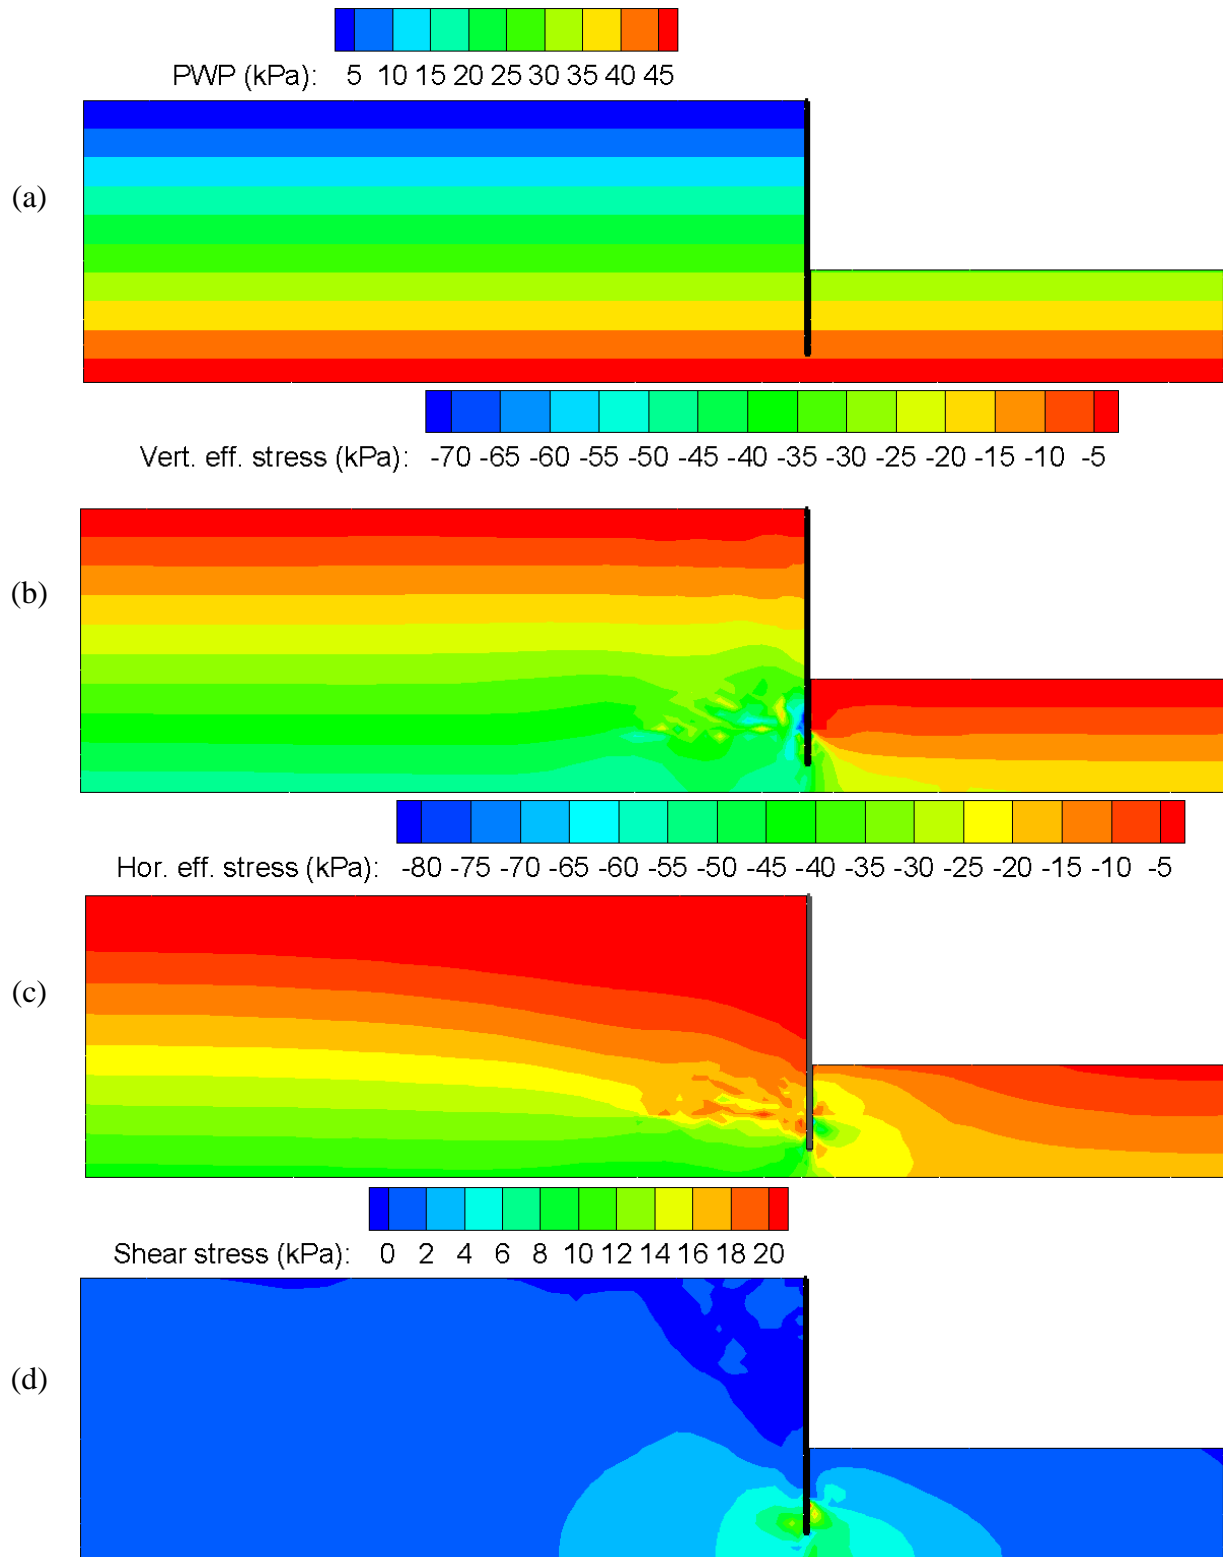 PWP (kPa): 5 10 15 20 25 30 35 40 45
(a)
Vert. eff. stress (kPa): -70 -65 -60 -55 -50 -45 -40 -35 -30 -25 -20 -15 -10 -5
(b)
Hor. eff. stress (kPa): -80 -75 -70 -65 -60 -55 -50 -45 -40 -35 -30 -25 -20 -15 -10 -5
(c)
Shear stress (kPa): 0 2 4 6 8 10 12 14 16 18 20
(d)